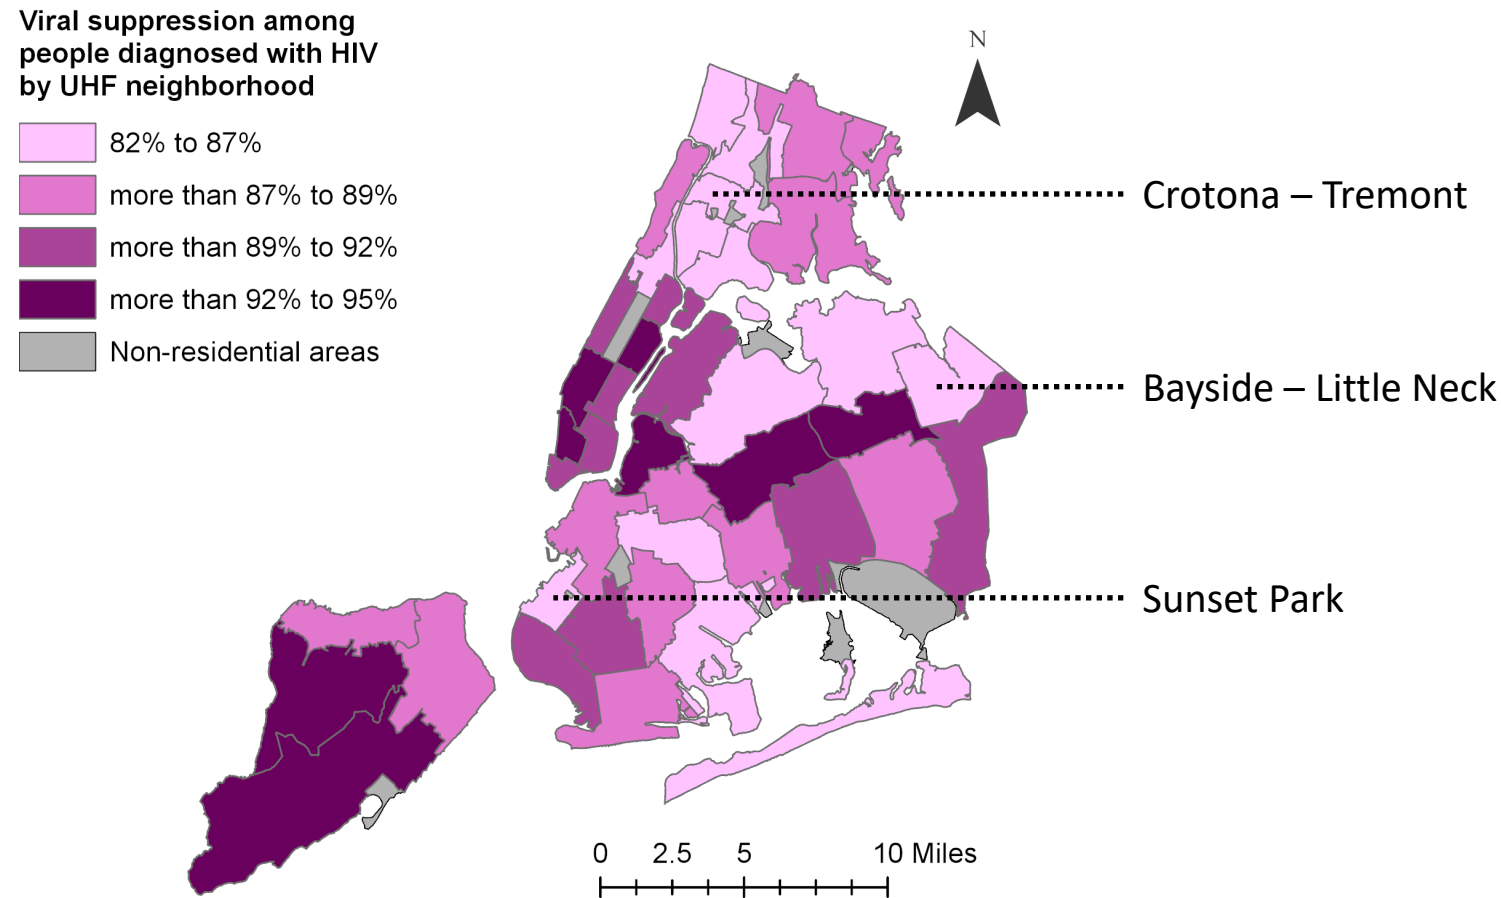 Viral suppression among
people diagnosed with HIV
by UHF neighborhood
82% to 87%
more than 87% to 89%
more than 89% to 92%
more than 92% to 95%
Non-residential areas
N
Crotona – Tremont
Bayside – Little Neck
Sunset Park
0 2.5 5 10 Miles